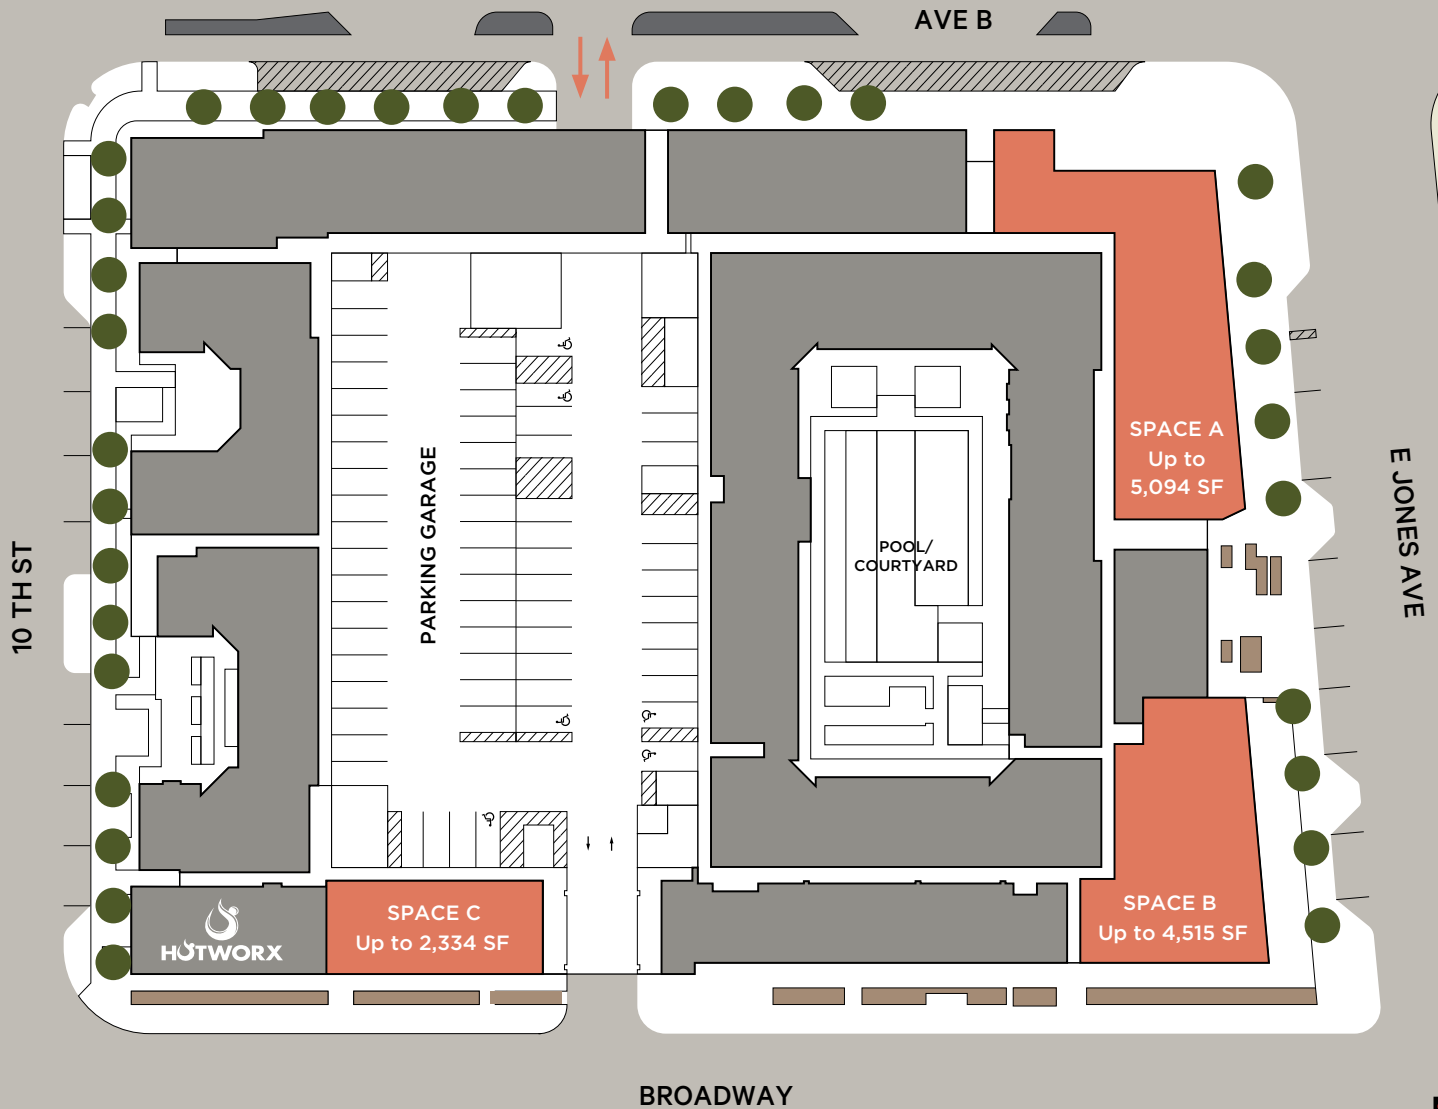 AVE B
SPACE A
Up to
5,094 SF
PARKING GARAGE
E JONES AVE
POOL/
COURTYARD
10 TH ST
SPACE C
Up to 2,334 SF
HOTWORX
SPACE B
Up to 4,515 SF
BROADWAY